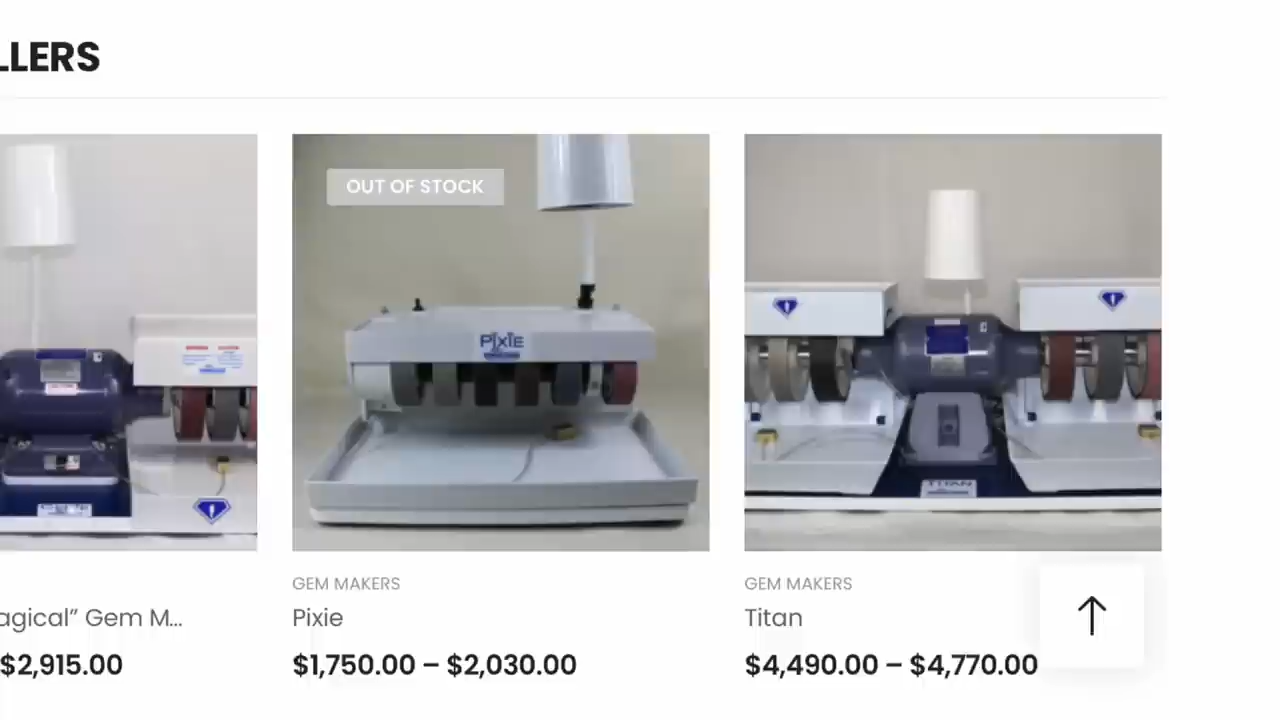 LLERS
OUT OF STOCK
PIXIE
TITAN
GEM MAKERS
GEM MAKERS
agical” Gem M...
Pixie
Titan
$2,915.00
$1,750.00 – $2,030.00
$4,490.00 – $4,770.00